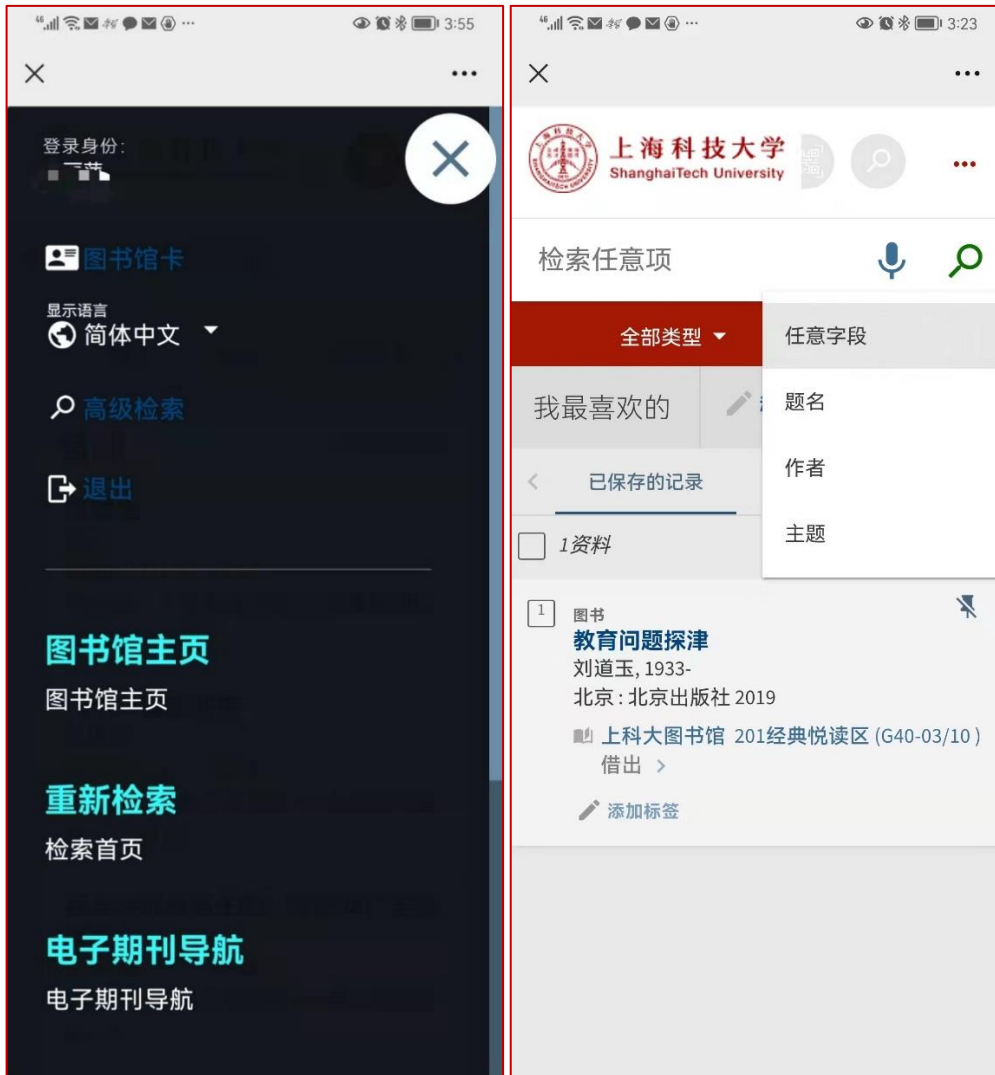 3:55
登录身份:
图书馆卡
显示语言
简体中文
高级检索
退出
图书馆主页
图书馆主页
重新检索
检索首页
电子期刊导航
电子期刊导航
3:23
上海科技大学
ShanghaiTech University
检索任意项
全部类型
任意字段
题名
作者
主题
我最喜欢的
已保存的记录
1资料
1
图书
教育问题探津
刘道玉, 1933-
北京 : 北京出版社 2019
上科大图书馆 201经典悦读区 (G40-03/10 )
借出
添加标签